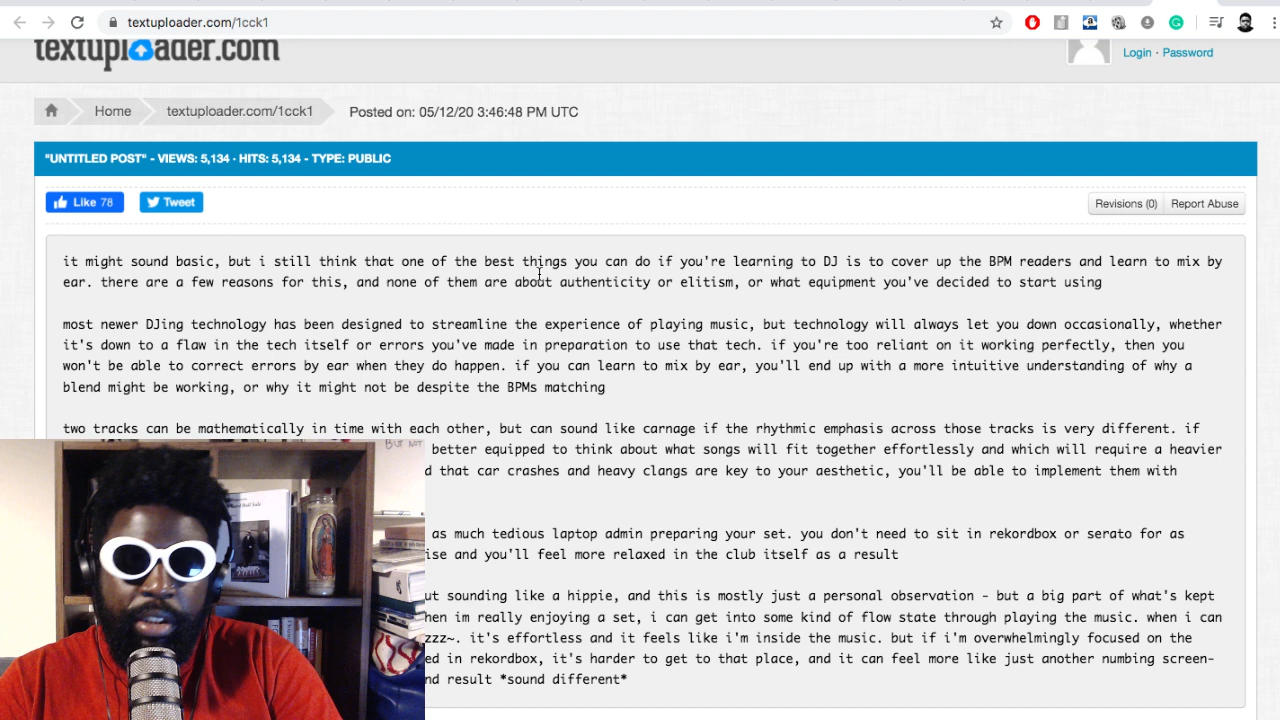 textuploader.com/1cck1
textuploader.com
Login · Password
Home textuploader.com/1cck1 Posted on: 05/12/20 3:46:48 PM UTC
"UNTITLED POST" - VIEWS: 5,134 · HITS: 5,134 - TYPE: PUBLIC
Like 78 Tweet Revisions (0) Report Abuse
it might sound basic, but i still think that one of the best things you can do if you're learning to DJ is to cover up the BPM readers and learn to mix by
ear. there are a few reasons for this, and none of them are about authenticity or elitism, or what equipment you've decided to start using
most newer DJing technology has been designed to streamline the experience of playing music, but technology will always let you down occasionally, whether
it's down to a flaw in the tech itself or errors you've made in preparation to use that tech. if you're too reliant on it working perfectly, then you
won't be able to correct errors by ear when they do happen. if you can learn to mix by ear, you'll end up with a more intuitive understanding of why a
blend might be working, or why it might not be despite the BPMs matching
two tracks can be mathematically in time with each other, but can sound like carnage if the rhythmic emphasis across those tracks is very different. if
better equipped to think about what songs will fit together effortlessly and which will require a heavier
d that car crashes and heavy clangs are key to your aesthetic, you'll be able to implement them with
as much tedious laptop admin preparing your set. you don't need to sit in rekordbox or serato for as
ise and you'll feel more relaxed in the club itself as a result
ut sounding like a hippie, and this is mostly just a personal observation - but a big part of what's kept
hen im really enjoying a set, i can get into some kind of flow state through playing the music. when i can
zzz~. it's effortless and it feels like i'm inside the music. but if i'm overwhelmingly focused on the
ed in rekordbox, it's harder to get to that place, and it can feel more like just another numbing screen-
nd result *sound different*
BUT NOT